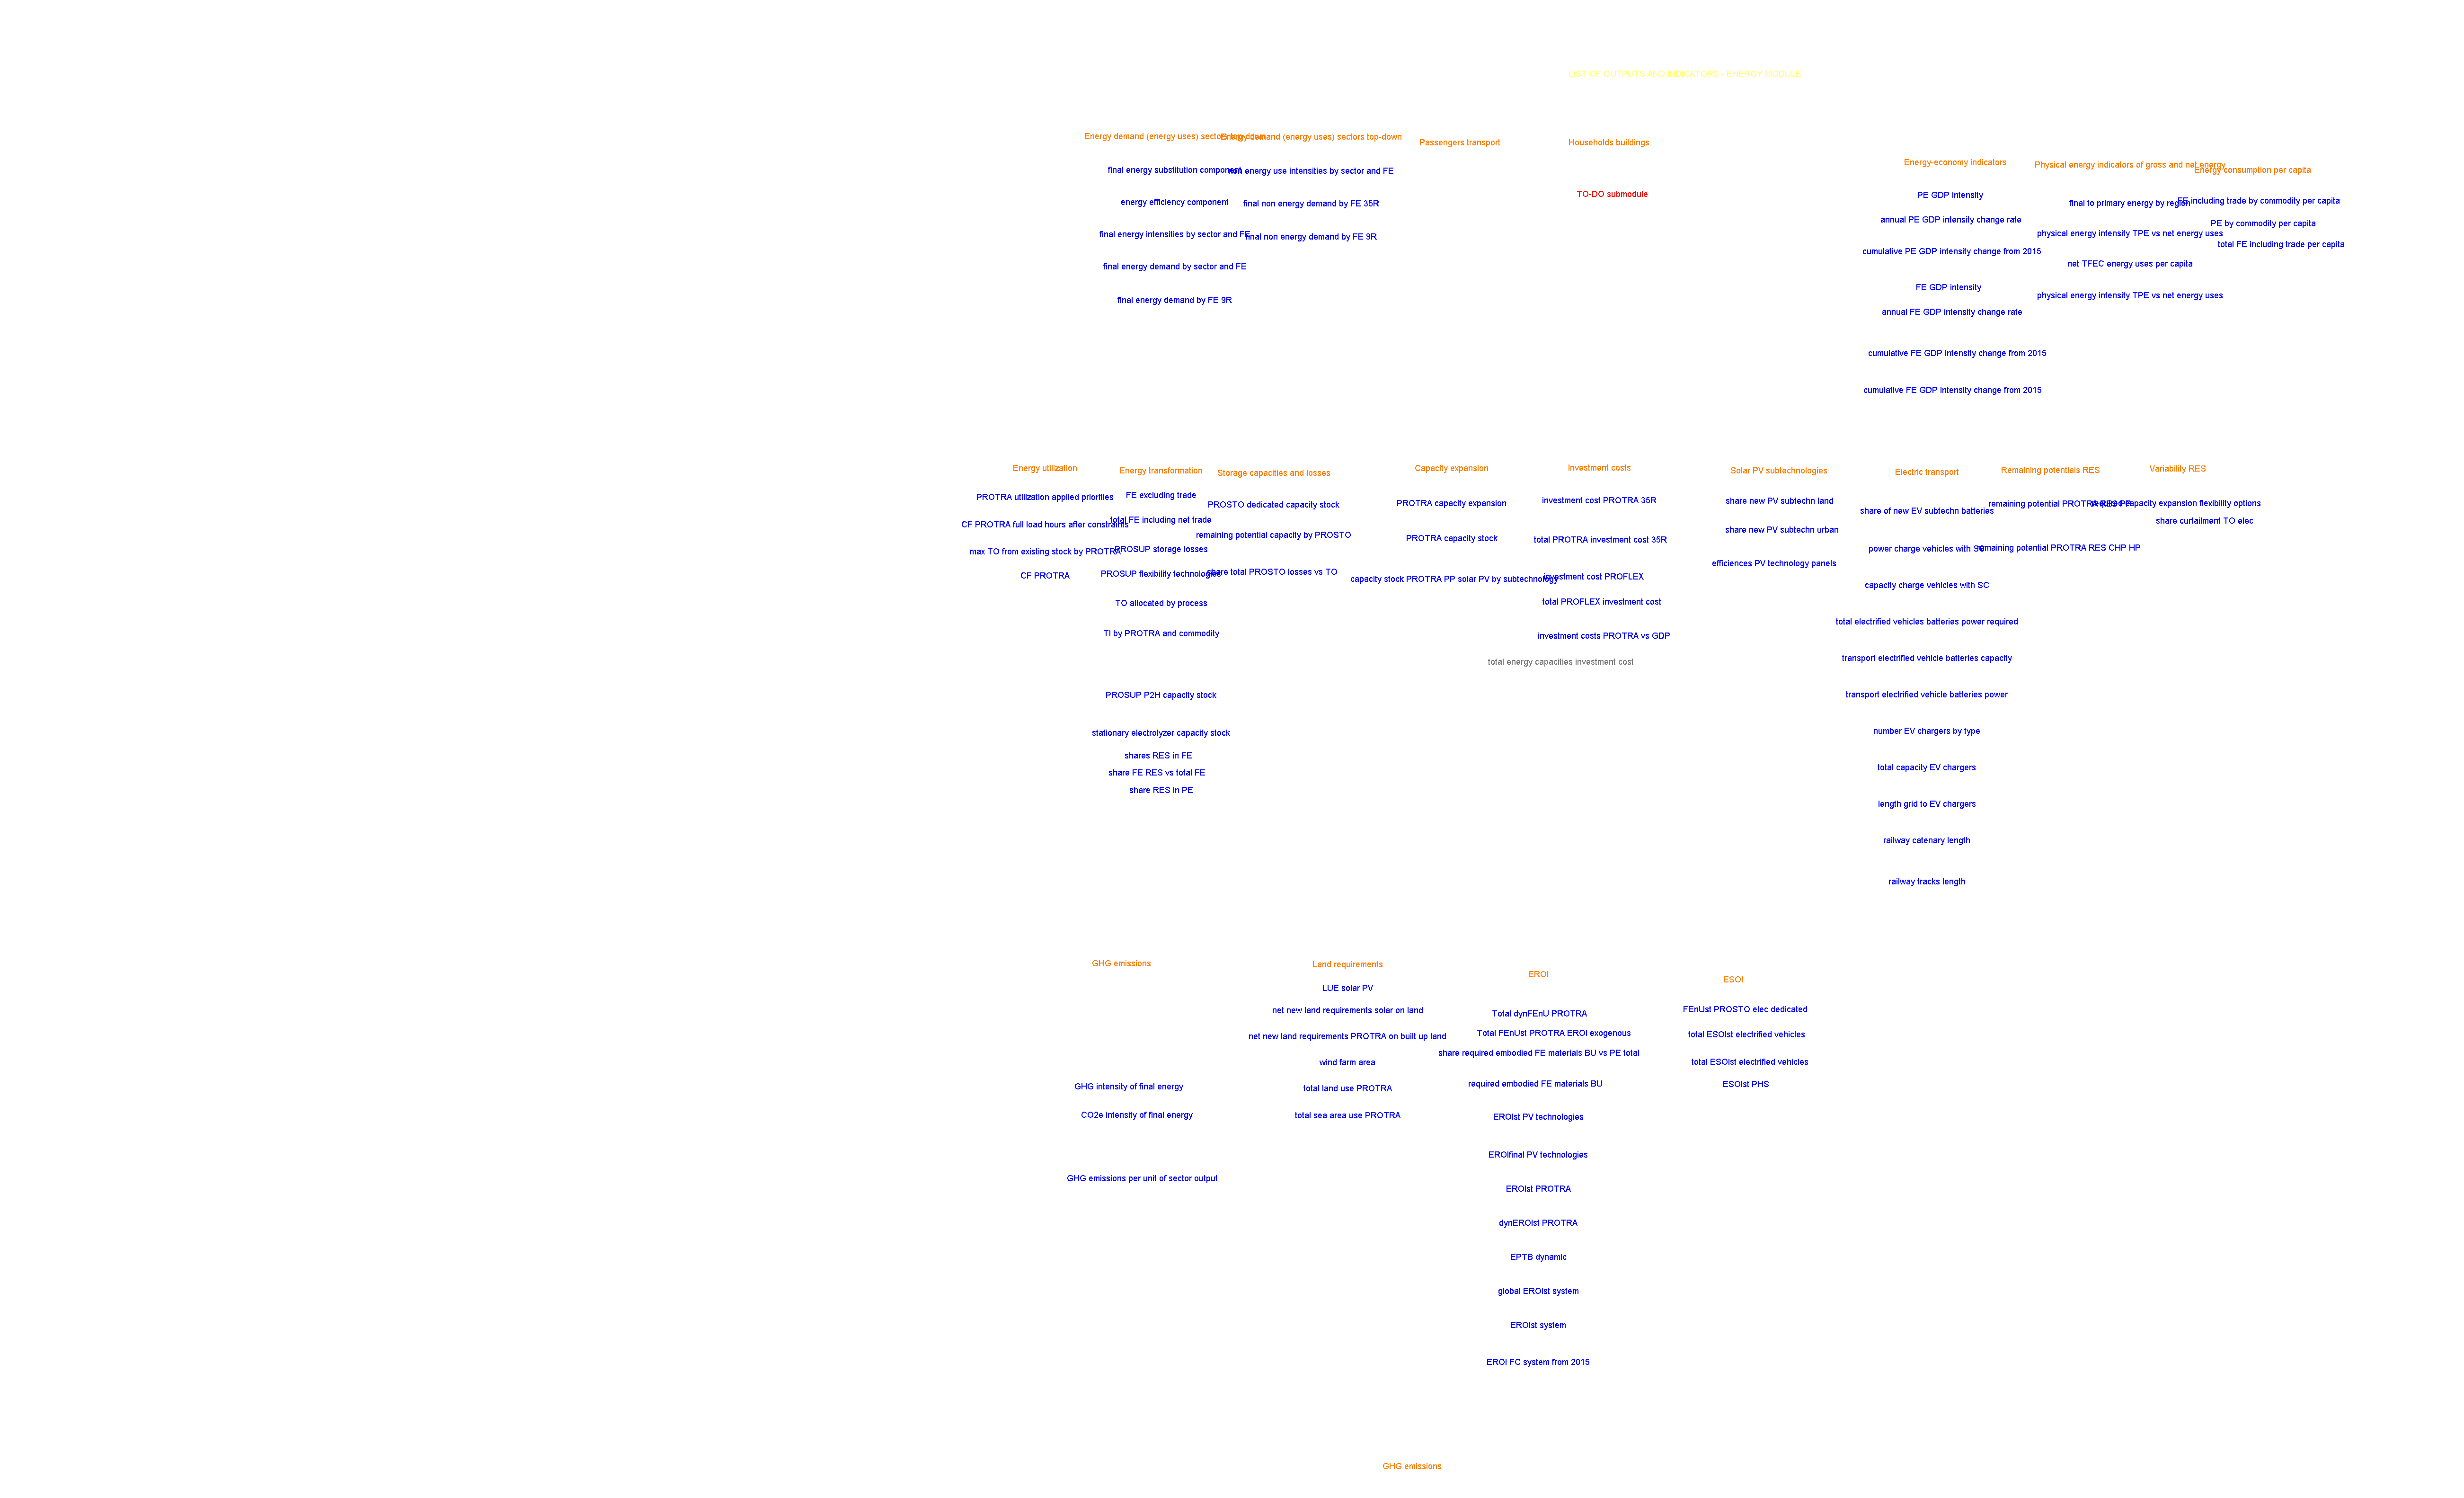 LIST OF OUTPUTS AND INDICATORS - ENERGY MODULE
Energy demand (energy uses) sectors top-down
final energy substitution component
energy efficiency component
final energy intensities by sector and FE
final energy demand by sector and FE
final energy demand by FE 9R
Energy demand (energy uses) sectors top-down
non energy use intensities by sector and FE
final non energy demand by FE 35R
final non energy demand by FE 9R
Passengers transport
Households buildings
TO-DO submodule
Energy-economy indicators
PE GDP intensity
annual PE GDP intensity change rate
cumulative PE GDP intensity change from 2015
FE GDP intensity
annual FE GDP intensity change rate
cumulative FE GDP intensity change from 2015
cumulative FE GDP intensity change from 2015
Physical energy indicators of gross and net energy
final to primary energy by region
physical energy intensity TPE vs net energy uses
net TFEC energy uses per capita
physical energy intensity TPE vs net energy uses
Energy consumption per capita
FE including trade by commodity per capita
PE by commodity per capita
total FE including trade per capita
Energy utilization
PROTRA utilization applied priorities
CF PROTRA full load hours after constraints
max TO from existing stock by PROTRA
CF PROTRA
Energy transformation
FE excluding trade
total FE including net trade
PROSUP storage losses
PROSUP flexibility technologies
TO allocated by process
TI by PROTRA and commodity
PROSUP P2H capacity stock
stationary electrolyzer capacity stock
shares RES in FE
share FE RES vs total FE
share RES in PE
Storage capacities and losses
PROSTO dedicated capacity stock
remaining potential capacity by PROSTO
share total PROSTO losses vs TO
Capacity expansion
PROTRA capacity expansion
PROTRA capacity stock
capacity stock PROTRA PP solar PV by subtechnology
Investment costs
investment cost PROTRA 35R
total PROTRA investment cost 35R
investment cost PROFLEX
total PROFLEX investment cost
investment costs PROTRA vs GDP
total energy capacities investment cost
Solar PV subtechnologies
share new PV subtechn land
share new PV subtechn urban
efficiences PV technology panels
Electric transport
share of new EV subtechn batteries
power charge vehicles with SC
capacity charge vehicles with SC
total electrified vehicles batteries power required
transport electrified vehicle batteries capacity
transport electrified vehicle batteries power
number EV chargers by type
total capacity EV chargers
length grid to EV chargers
railway catenary length
railway tracks length
Remaining potentials RES
remaining potential PROTRA RES PP
remaining potential PROTRA RES CHP HP
Variability RES
required capacity expansion flexibility options
share curtailment TO elec
GHG emissions
GHG intensity of final energy
CO2e intensity of final energy
GHG emissions per unit of sector output
Land requirements
LUE solar PV
net new land requirements solar on land
net new land requirements PROTRA on built up land
wind farm area
total land use PROTRA
total sea area use PROTRA
EROI
Total dynFEnU PROTRA
Total FEnUst PROTRA EROI exogenous
share required embodied FE materials BU vs PE total
required embodied FE materials BU
EROIst PV technologies
EROIfinal PV technologies
EROIst PROTRA
dynEROIst PROTRA
EPTB dynamic
global EROIst system
EROIst system
EROI FC system from 2015
ESOI
FEnUst PROSTO elec dedicated
total ESOIst electrified vehicles
total ESOIst electrified vehicles
ESOIst PHS
GHG emissions